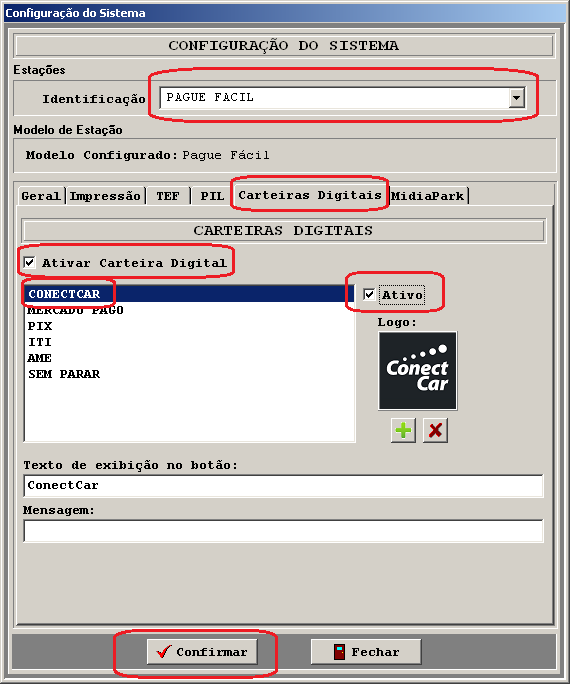 Configuração do Sistema
CONFIGURAÇÃO DO SISTEMA
Estações
Identificação PAGUE FACIL
Modelo de Estação
Modelo Configurado: Pague Fácil
Geral Impressão TEF PIL Carteiras Digitais MidiaPark
CARTEIRAS DIGITAIS
Ativar Carteira Digital
CONECTCAR
Ativo
MERCADO PAGO
PIX
ITI
AME
SEM PARAR
Logo:
Conect
Car
Texto de exibição no botão:
ConectCar
Mensagem:
Confirmar Fechar